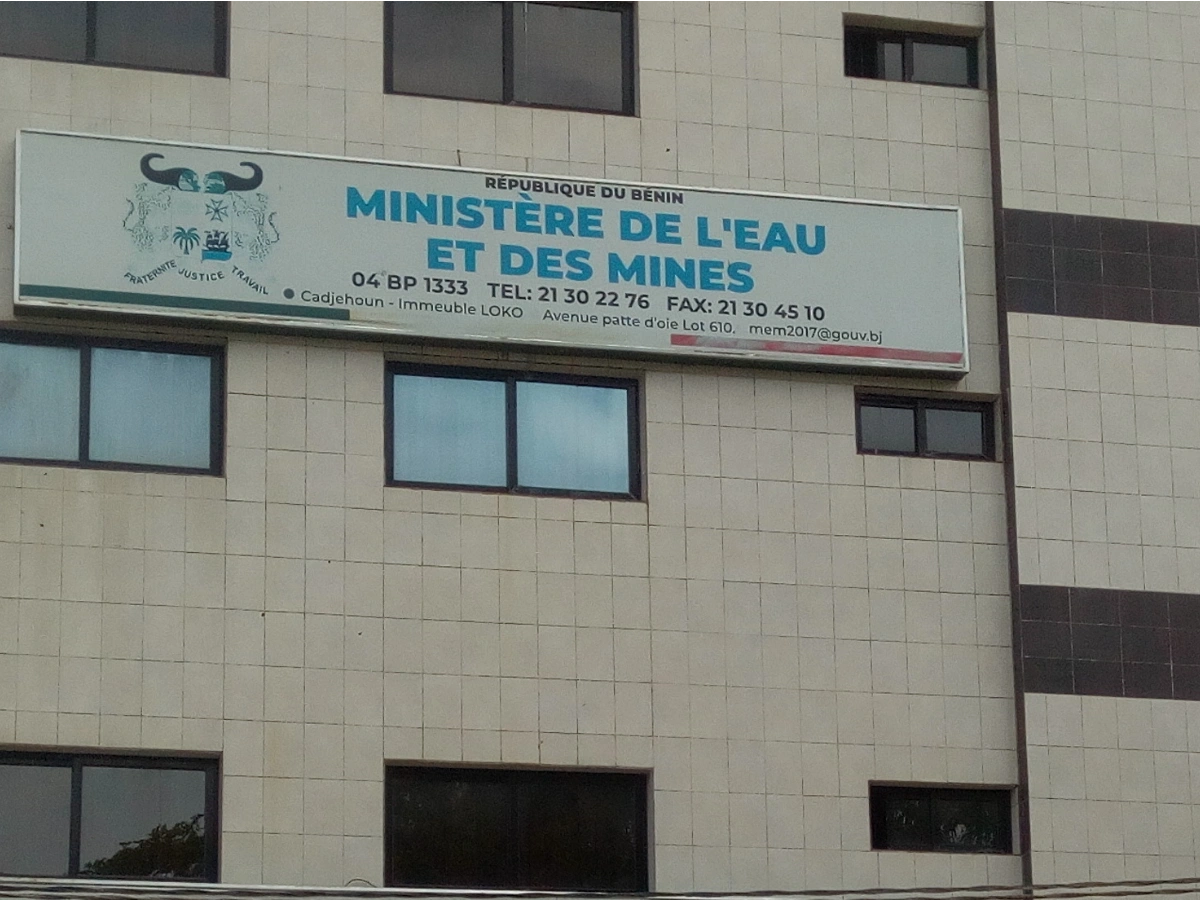 RÉPUBLIQUE DU BÉNIN
MINISTÈRE DE L'EAU
ET DES MINES
04 BP 1333 TEL: 21 30 22 76 FAX: 21 30 45 10
Cadjehoun - Immeuble LOKO Avenue patte d'oie Lot 610, mem2017@gouv.bj
FRATERNITE JUSTICE TRAVAIL